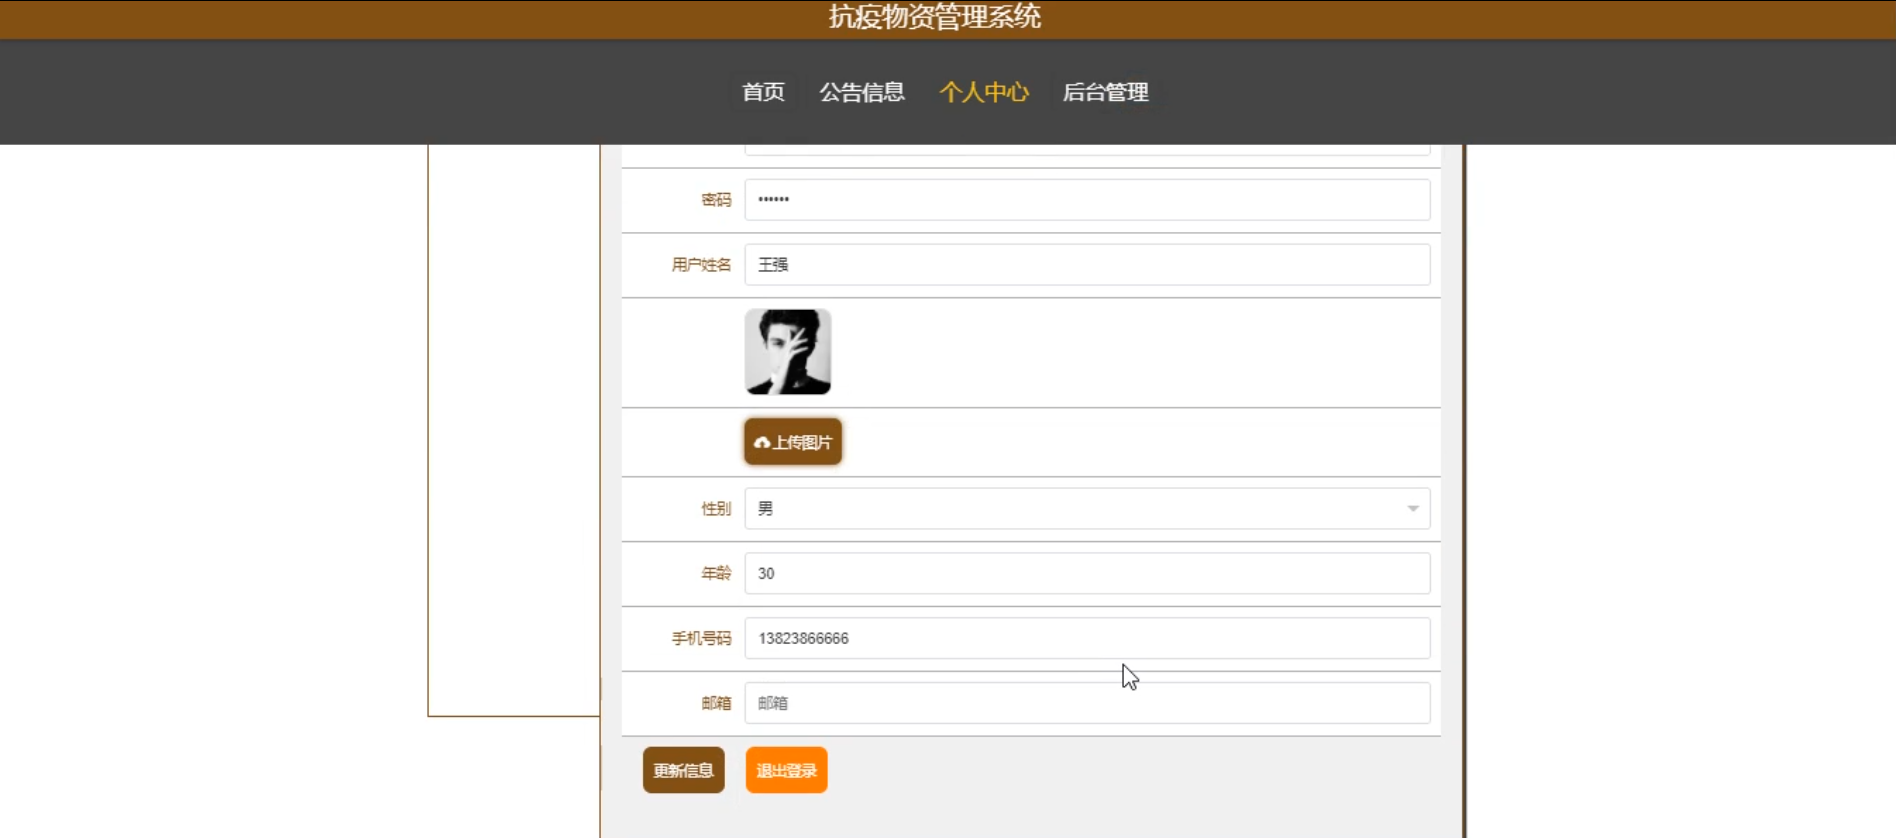 抗疫物资管理系统
首页 公告信息 个人中心 后台管理
密码 ••••••
用户姓名 王强
上传图片
性别 男
年龄 30
手机号码 13823866666
邮箱 邮箱
更新信息 退出登录